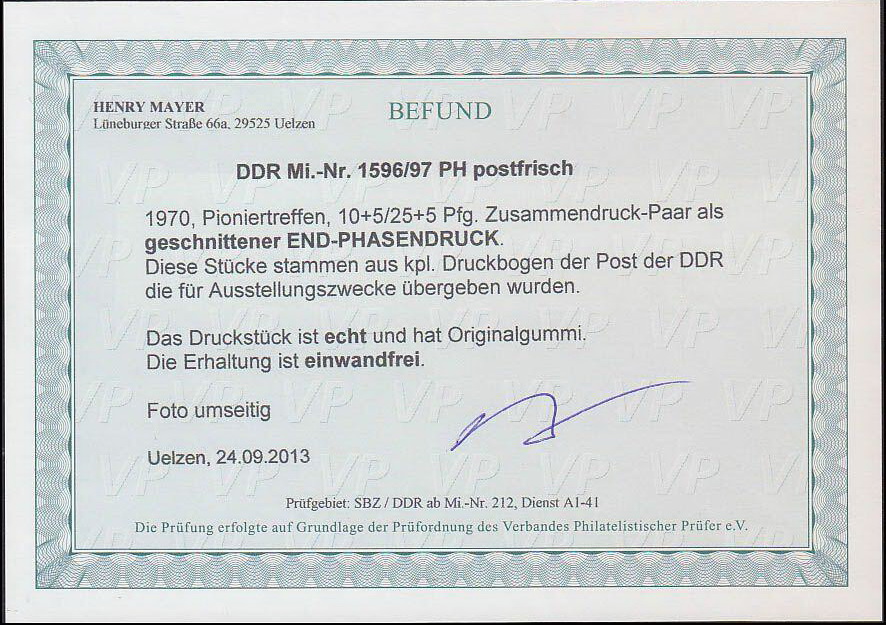 HENRY MAYER
Lüneburger Straße 66a, 29525 Uelzen
BEFUND
DDR Mi.-Nr. 1596/97 PH postfrisch
1970, Pioniertreffen, 10+5/25+5 Pfg. Zusammendruck-Paar als
geschnittener END-PHASENDRUCK.
Diese Stücke stammen aus kpl. Druckbogen der Post der DDR
die für Ausstellungszwecke übergeben wurden.
Das Druckstück ist echt und hat Originalgummi.
Die Erhaltung ist einwandfrei.
Foto umseitig
Uelzen, 24.09.2013
Prüfgebiet: SBZ / DDR ab Mi.-Nr. 212, Dienst A1-41
Die Prüfung erfolgte auf Grundlage der Prüfordnung des Verbandes Philatelistischer Prüfer e.V.